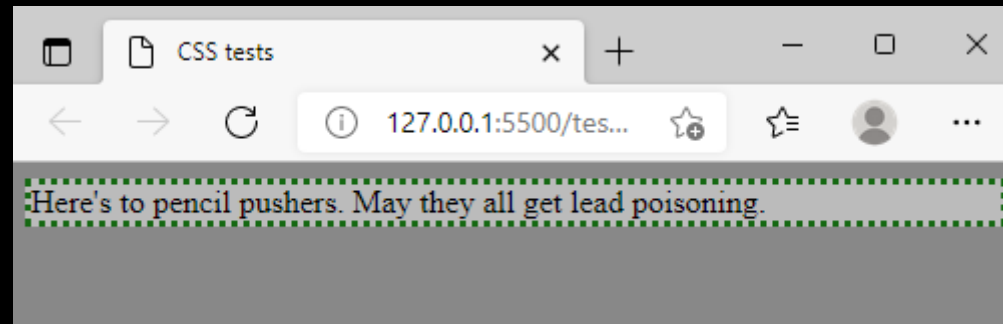 CSS tests
127.0.0.1:5500/tes...
Here's to pencil pushers. May they all get lead poisoning.